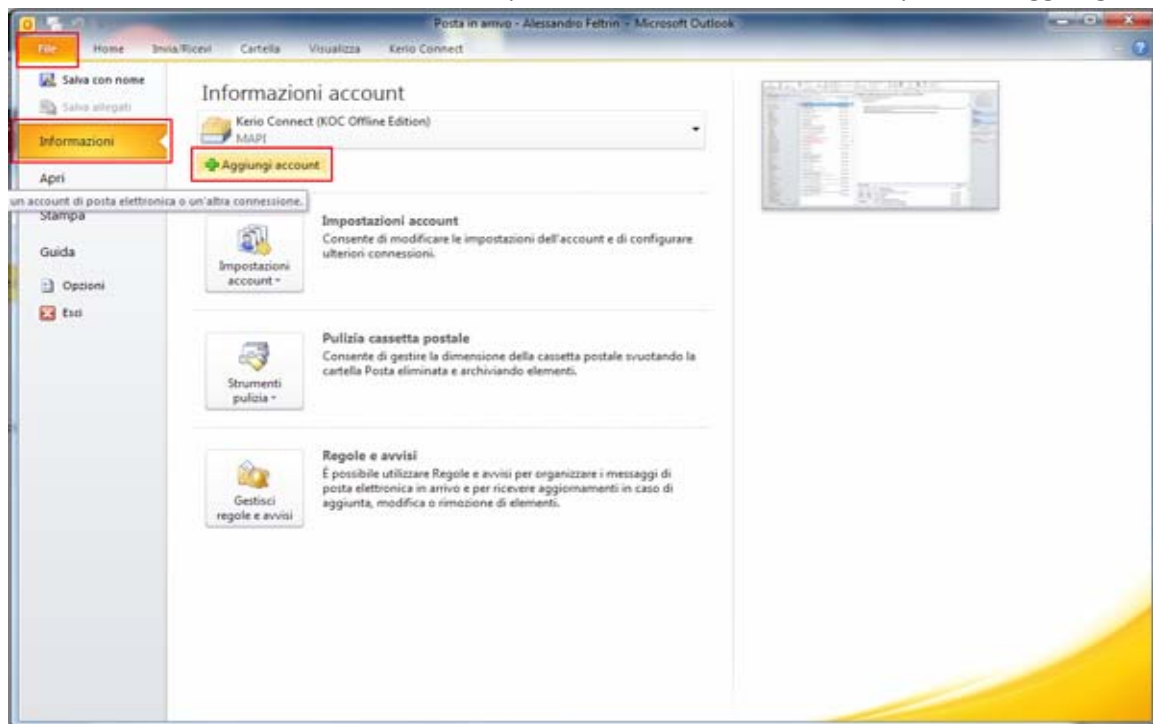 Posta in arrivo - Alessandro Feltrin - Microsoft Outlook
File Home Invia/Ricevi Cartella Visualizza Kerio Connect
Salva con nome
Salva allegati
Informazioni
Apri
un account di posta elettronica o un'altra connessione.
Stampa
Guida
Opzioni
Esci
Informazioni account
Kerio Connect (KOC Offline Edition)
MAPI
Aggiungi account
Impostazioni
account
Impostazioni account
Consente di modificare le impostazioni dell'account e di configurare
ulteriori connessioni.
Strumenti
pulizia
Pulizia cassetta postale
Consente di gestire la dimensione della cassetta postale svuotando la
cartella Posta eliminata e archiviando elementi.
Gestisci
regole e avvisi
Regole e avvisi
È possibile utilizzare Regole e avvisi per organizzare i messaggi di
posta elettronica in arrivo e per ricevere aggiornamenti in caso di
aggiunta, modifica o rimozione di elementi.